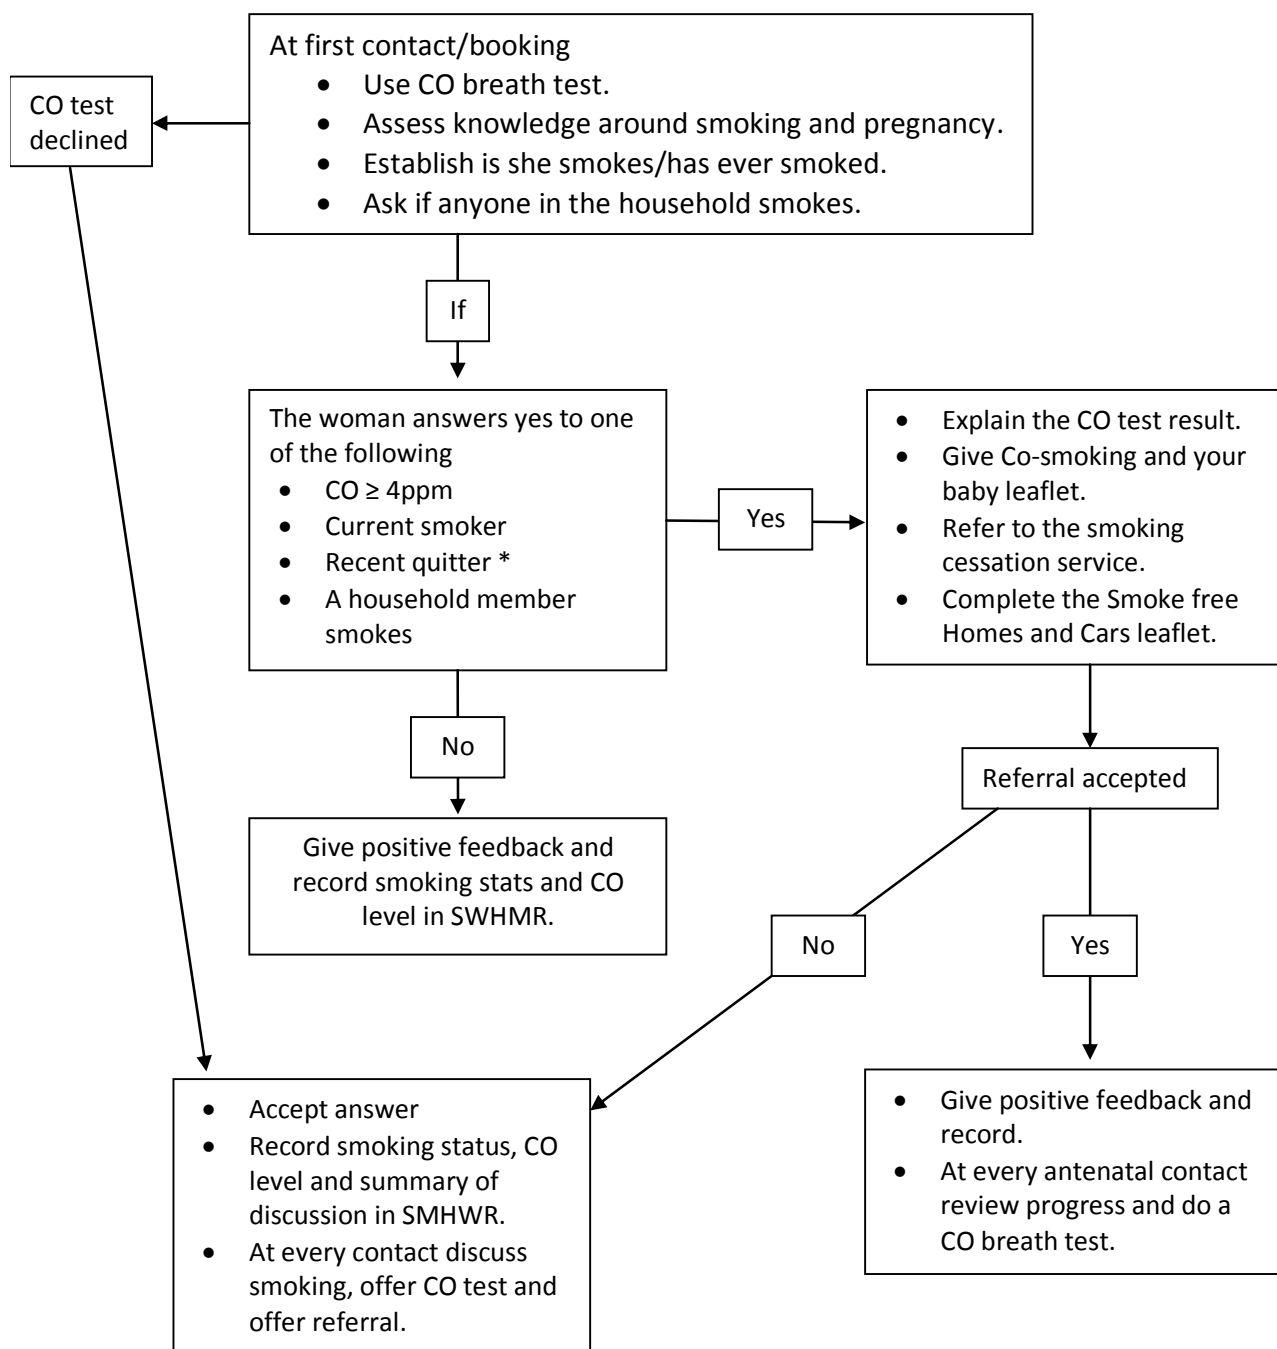 At first contact/booking
• Use CO breath test.
• Assess knowledge around smoking and pregnancy.
• Establish is she smokes/has ever smoked.
• Ask if anyone in the household smokes.
CO test
declined
If
The woman answers yes to one
of the following
• CO ≥ 4ppm
• Current smoker
• Recent quitter *
• A household member
smokes
Yes
• Explain the CO test result.
• Give Co-smoking and your
baby leaflet.
• Refer to the smoking
cessation service.
• Complete the Smoke free
Homes and Cars leaflet.
No
Give positive feedback and
record smoking stats and CO
level in SWHMR.
Referral accepted
No
Yes
• Accept answer
• Record smoking status, CO
level and summary of
discussion in SMHWR.
• At every contact discuss
smoking, offer CO test and
offer referral.
• Give positive feedback and
record.
• At every antenatal contact
review progress and do a
CO breath test.